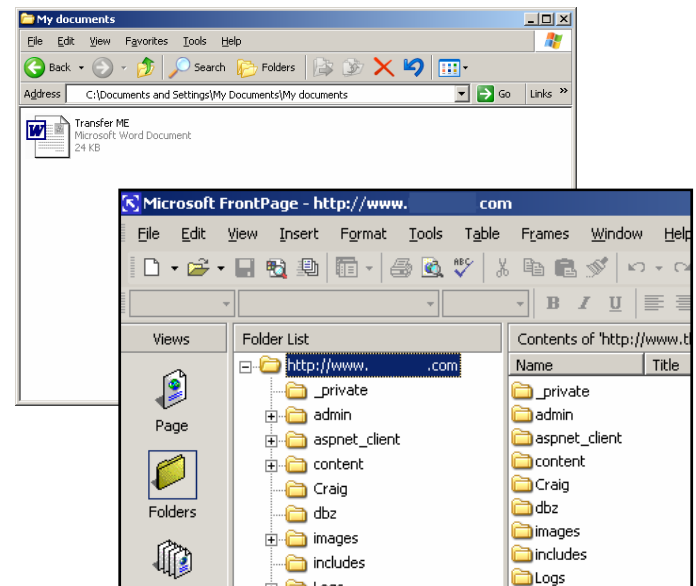 My documents
File Edit View Favorites Tools Help
Back Search Folders
Address C:\Documents and Settings\My Documents\My documents Go Links »
Transfer ME
Microsoft Word Document
24 KB
Microsoft FrontPage - http://www. com
File Edit View Insert Format Tools Table Frames Window Help
ABC
B I U
Views Folder List Contents of 'http://www.t
http://www. .com Name Title
_private _private
admin admin
Page aspnet_client aspnet_client
content content
Craig Craig
Folders dbz dbz
images images
includes includes
Logs Logs